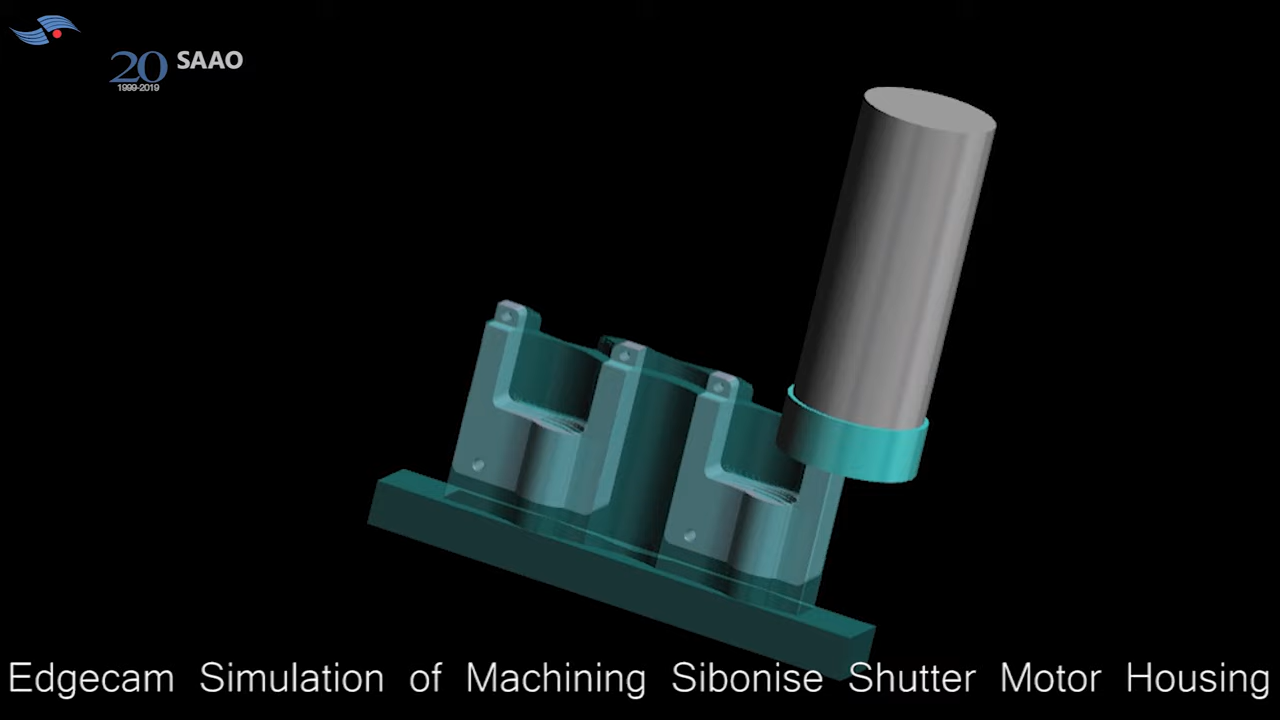 20 SAAO
1999-2019
Edgecam Simulation of Machining Sibonise Shutter Motor Housing